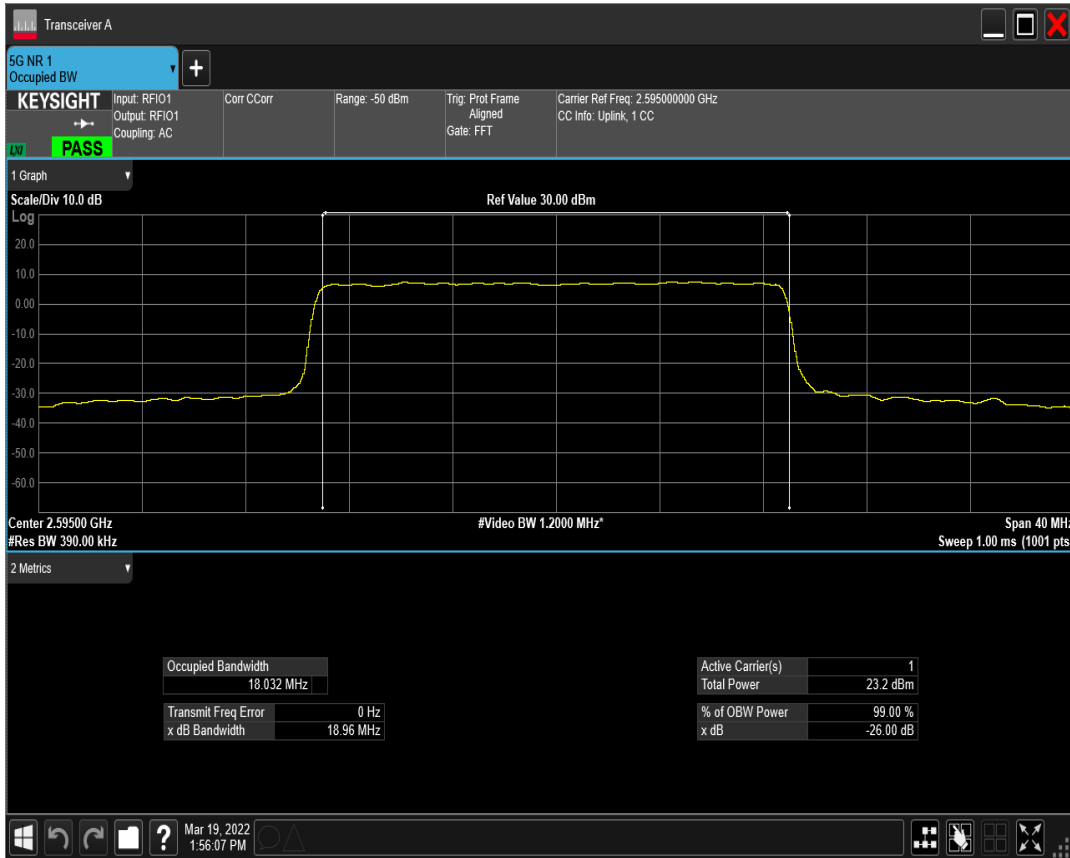 Transceiver A
5G NR 1
Occupied BW
KEYSIGHT
LXI
PASS
Input: RFIO1
Output: RFIO1
Coupling: AC
Corr CCorr
Range: -50 dBm
Trig: Prot Frame
Aligned
Gate: FFT
Carrier Ref Freq: 2.595000000 GHz
CC Info: Uplink, 1 CC
1 Graph
Scale/Div 10.0 dB
Ref Value 30.00 dBm
Log
20.0
10.0
0.00
-10.0
-20.0
-30.0
-40.0
-50.0
-60.0
Center 2.59500 GHz
#Video BW 1.2000 MHz*
Span 40 MHz
#Res BW 390.00 kHz
Sweep 1.00 ms (1001 pts
2 Metrics
Occupied Bandwidth
18.032 MHz
Transmit Freq Error 0 Hz
x dB Bandwidth 18.96 MHz
Active Carrier(s) 1
Total Power 23.2 dBm
% of OBW Power 99.00 %
x dB -26.00 dB
Mar 19, 2022
1:56:07 PM